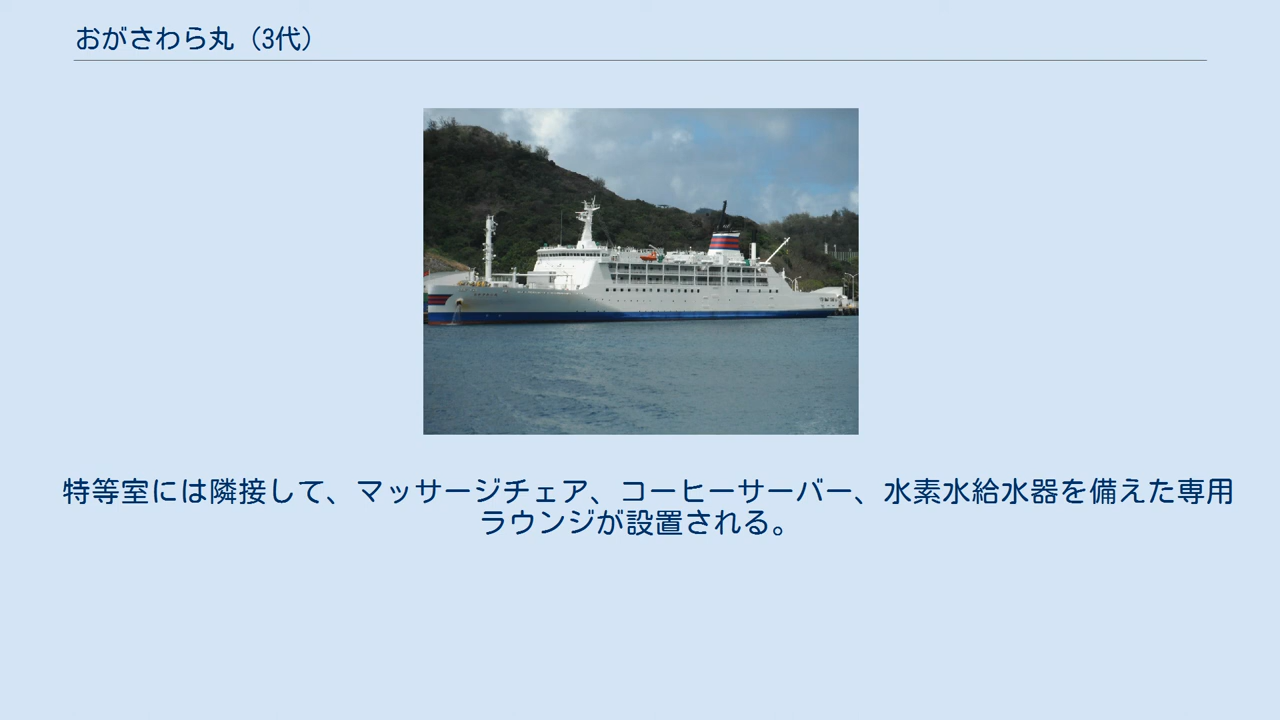 おがさわら丸（3代）
特等室には隣接して、マッサージチェア、コーヒーサーバー、水素水給水器を備えた専用
ラウンジが設置される。